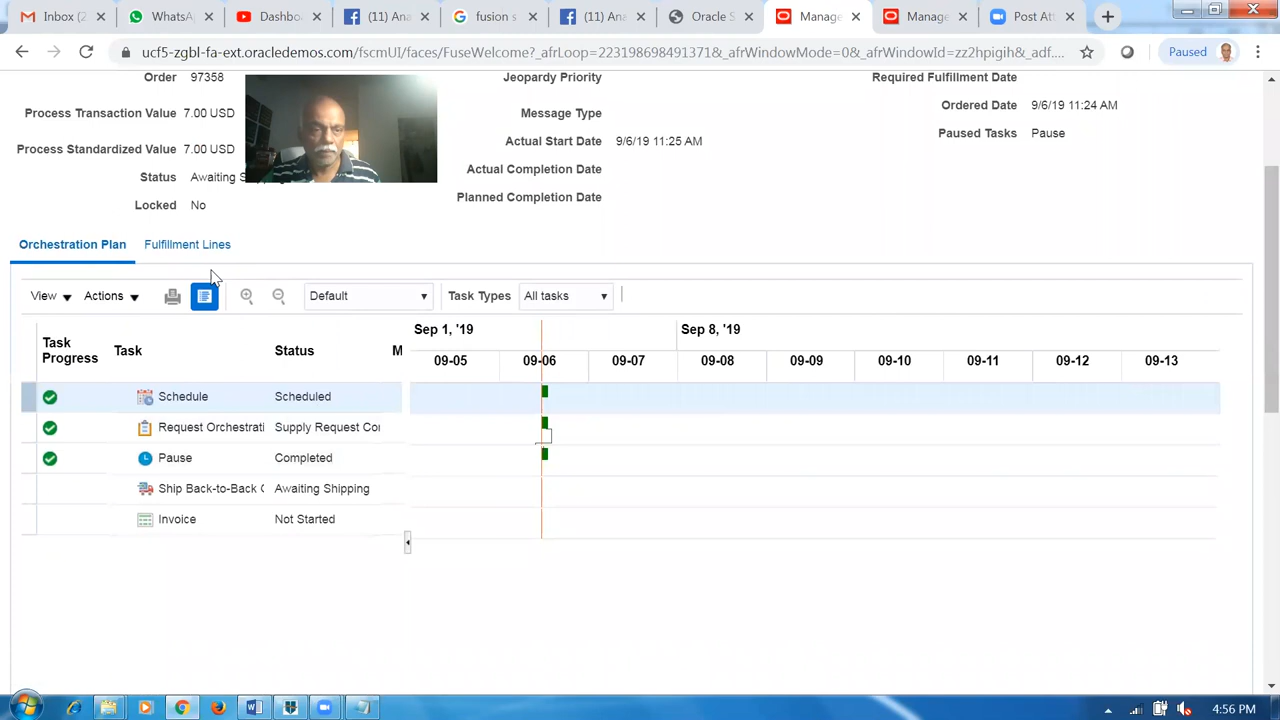 Inbox (
WhatsA
Dashbo
(11) Ana
fusion s
(11) Ana
Oracle
Manage
Manage
Post Att
ucf5-zgbl-fa-ext.oracledemos.com/fscmUI/faces/FuseWelcome?_afrLoop=2231986984913718&_afrWindowMode=0&_afrWindowId=zz2hpigih&_adf....
Paused
Order 97358
Jeopardy Priority
Required Fulfillment Date
Process Transaction Value 7.00 USD
Message Type
Ordered Date 9/6/19 11:24 AM
Process Standardized Value 7.00 USD
Actual Start Date 9/6/19 11:25 AM
Paused Tasks Pause
Status Awaiting S
Actual Completion Date
Locked No
Planned Completion Date
Orchestration Plan Fulfillment Lines
View Actions Default Task Types All tasks
Task Progress Task Status M
Sep 1, '19 Sep 8, '19
09-05 09-06 09-07 09-08 09-09 09-10 09-11 09-12 09-13
Schedule Scheduled
Request Orchestrati Supply Request Cor
Pause Completed
Ship Back-to-Back Awaiting Shipping
Invoice Not Started
4:56 PM